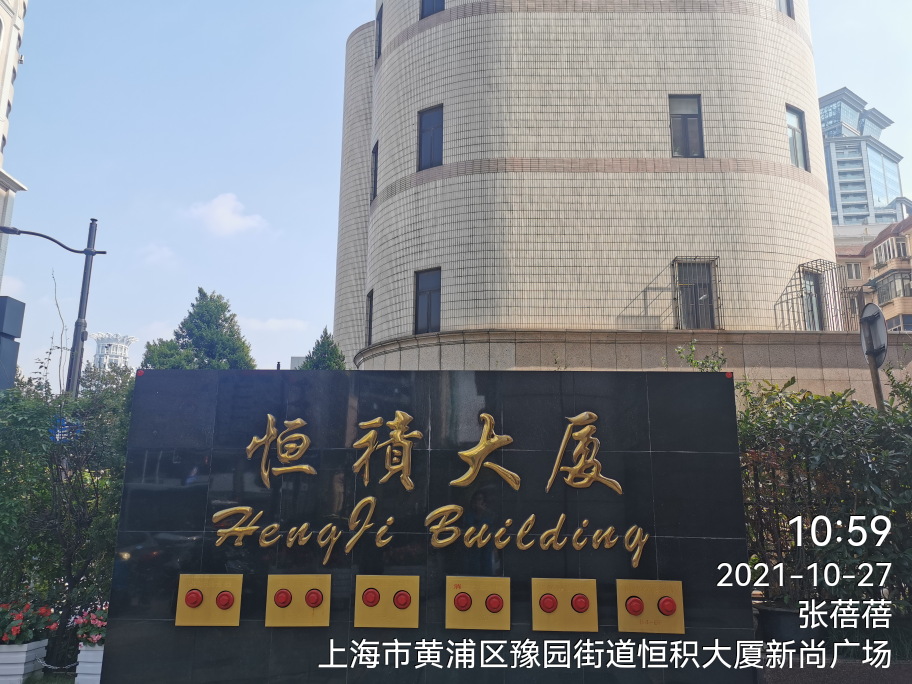 恒積大厦
HengJi Building
10:59
2021-10-27
张蓓蓓
上海市黄浦区豫园街道恒积大厦新尚广场